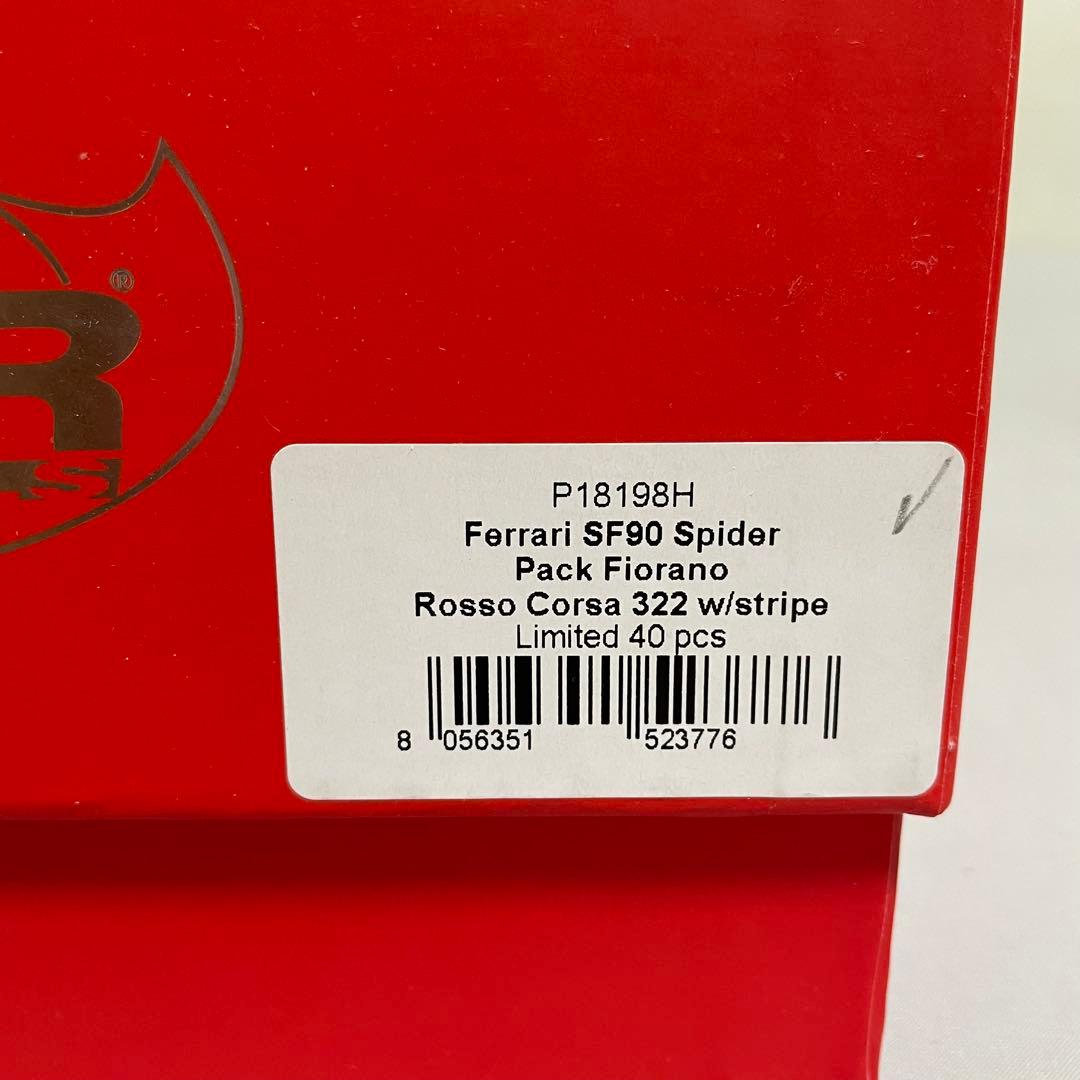 R®
P18198H
Ferrari SF90 Spider
Pack Fiorano
Rosso Corsa 322 w/stripe
Limited 40 pcs
8 056351 523776